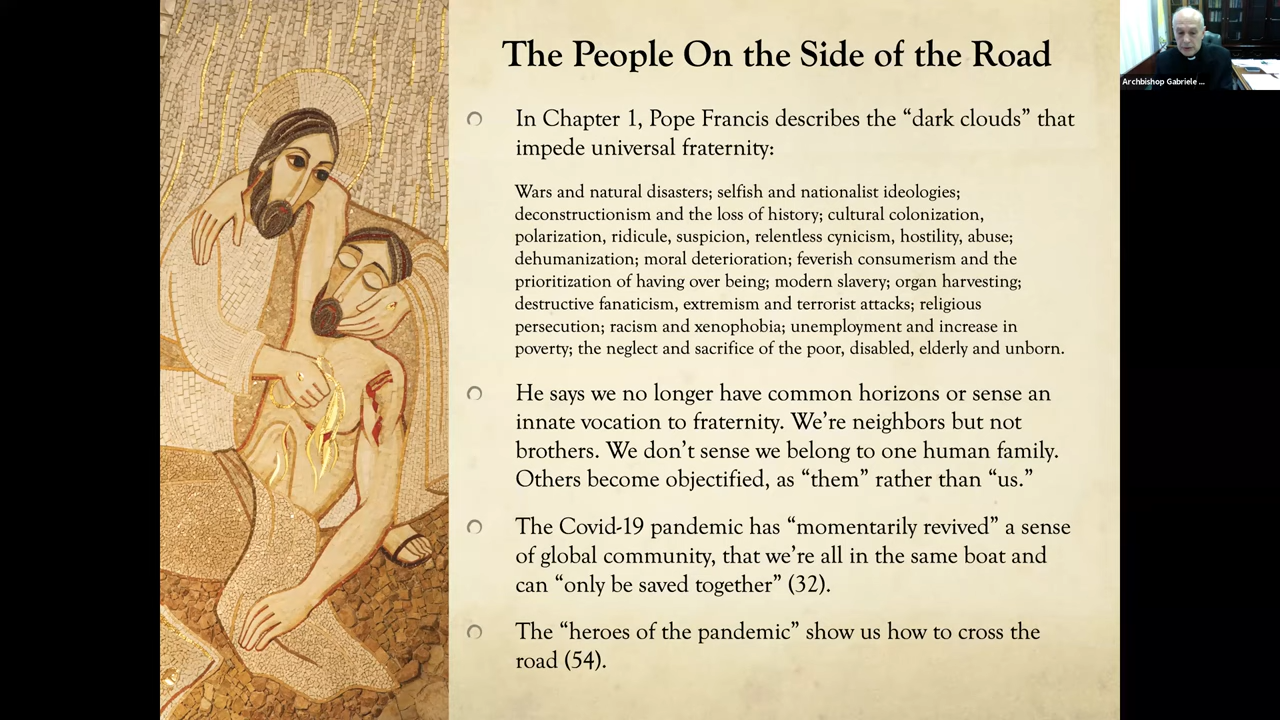 The People On the Side of the Road
In Chapter 1, Pope Francis describes the “dark clouds” that
impede universal fraternity:
Wars and natural disasters; selfish and nationalist ideologies;
deconstructionism and the loss of history; cultural colonization,
polarization, ridicule, suspicion, relentless cynicism, hostility, abuse;
dehumanization; moral deterioration; feverish consumerism and the
prioritization of having over being; modern slavery; organ harvesting;
destructive fanaticism, extremism and terrorist attacks; religious
persecution; racism and xenophobia; unemployment and increase in
poverty; the neglect and sacrifice of the poor, disabled, elderly and unborn.
He says we no longer have common horizons or sense an
innate vocation to fraternity. We’re neighbors but not
brothers. We don’t sense we belong to one human family.
Others become objectified, as “them” rather than “us.”
The Covid-19 pandemic has “momentarily revived” a sense
of global community, that we’re all in the same boat and
can “only be saved together” (32).
The “heroes of the pandemic” show us how to cross the
road (54).
Archbishop Gabriele ...